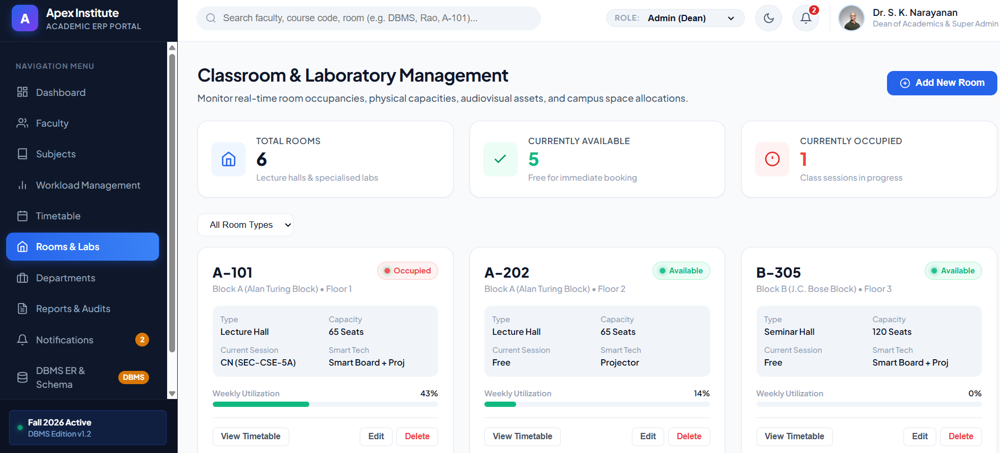 A
Apex Institute
ACADEMIC ERP PORTAL
Search faculty, course code, room (e.g. DBMS, Rao, A-101)...
ROLE: Admin (Dean)
2
Dr. S. K. Narayanan
Dean of Academics & Super Admin
NAVIGATION MENU
Dashboard
Faculty
Subjects
Workload Management
Timetable
Rooms & Labs
Departments
Reports & Audits
Notifications 2
DBMS ER &
Schema
DBMS
Fall 2026 Active
DBMS Edition v1.2
Classroom & Laboratory Management
Monitor real-time room occupancies, physical capacities, audiovisual assets, and campus space allocations.
Add New Room
TOTAL ROOMS
6
Lecture halls & specialised labs
CURRENTLY AVAILABLE
5
Free for immediate booking
CURRENTLY OCCUPIED
1
Class sessions in progress
All Room Types
A-101
Occupied
Block A (Alan Turing Block) • Floor 1
Type Capacity
Lecture Hall 65 Seats
Current Session Smart Tech
CN (SEC-CSE-5A) Smart Board + Proj
Weekly Utilization 43%
View Timetable Edit Delete
A-202
Available
Block A (Alan Turing Block) • Floor 2
Type Capacity
Lecture Hall 65 Seats
Current Session Smart Tech
Free Projector
Weekly Utilization 14%
View Timetable Edit Delete
B-305
Available
Block B (J.C. Bose Block) • Floor 3
Type Capacity
Seminar Hall 120 Seats
Current Session Smart Tech
Free Smart Board + Proj
Weekly Utilization 0%
View Timetable Edit Delete